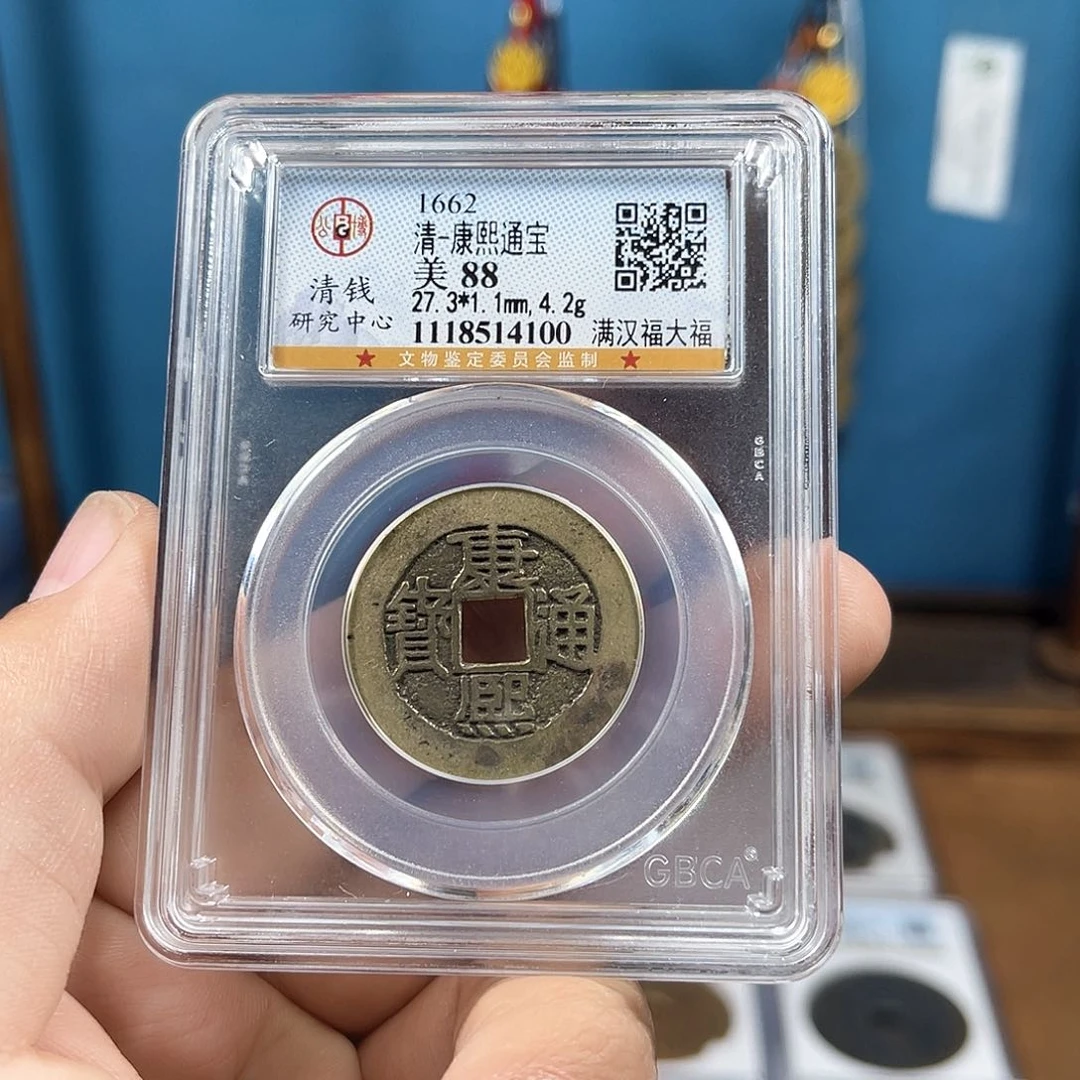 1662
清-康熙通宝
美 88
27.3*1.1mm, 4.2g
1118514100 满汉福大福
清钱
研究中心
★ 文物鉴定委员会监制 ★
GBCA
康
寶 通
熙
GBCA